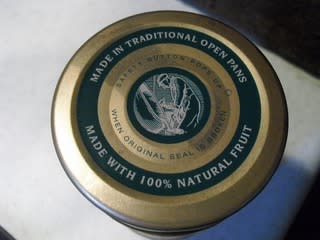 MADE IN TRADITIONAL OPEN PANS
SAFETY BUTTON POPS UP
WHEN ORIGINAL SEAL IS BROKEN
MADE WITH 100% NATURAL FRUIT